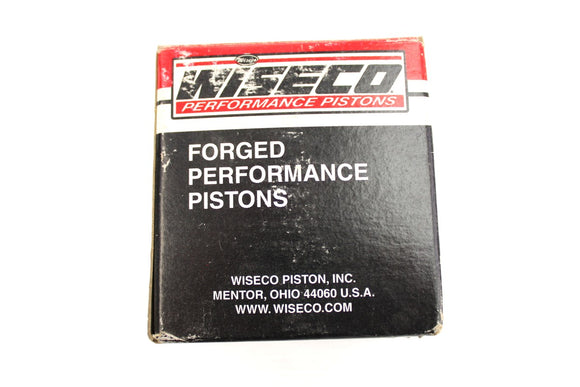 WISECO
PERFORMANCE PISTONS
FORGED
PERFORMANCE
PISTONS
WISECO PISTON, INC.
MENTOR, OHIO 44060 U.S.A.
WWW.WISECO.COM